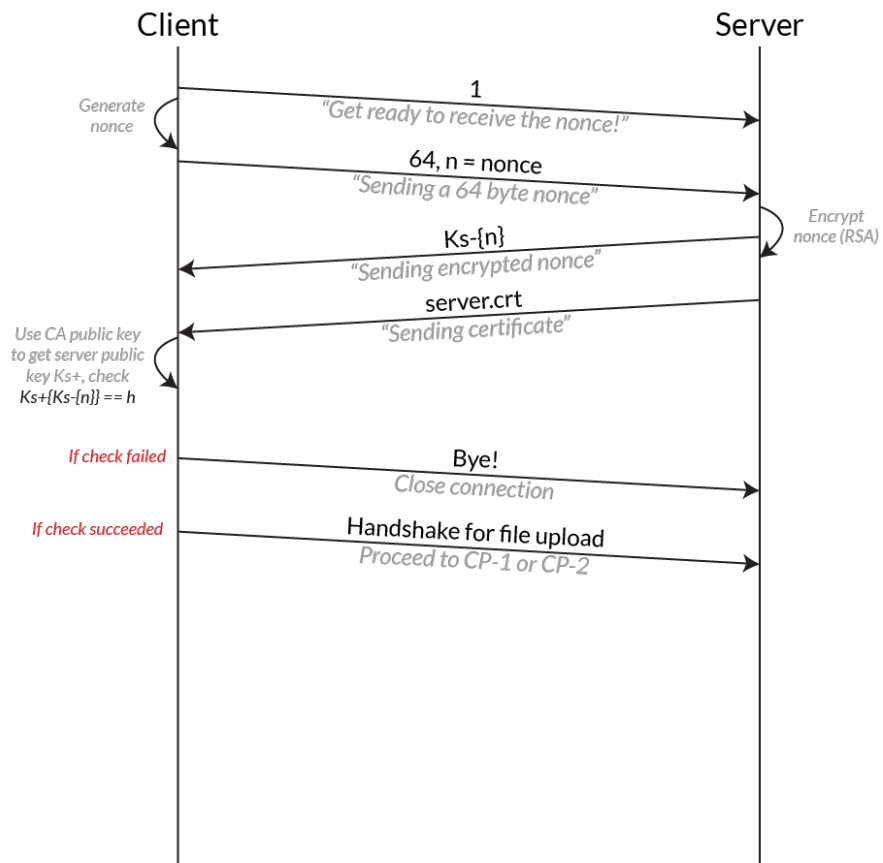 Client
Server
1
"Get ready to receive the nonce!"
Generate
nonce
64, n = nonce
"Sending a 64 byte nonce"
Encrypt
nonce (RSA)
Ks-{n}
"Sending encrypted nonce"
server.crt
"Sending certificate"
Use CA public key
to get server public
key Ks+, check
Ks+{Ks-{n}} == h
If check failed
Bye!
Close connection
If check succeeded
Handshake for file upload
Proceed to CP-1 or CP-2